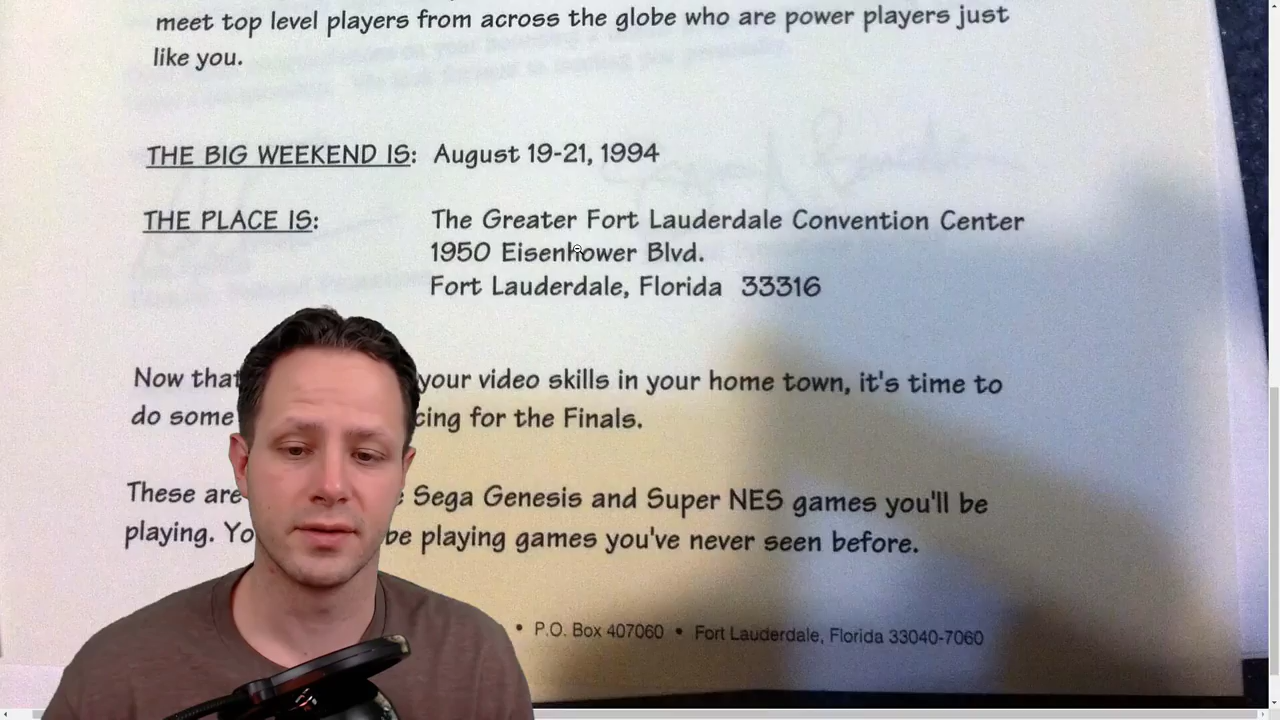 meet top level players from across the globe who are power players just
like you.
THE BIG WEEKEND IS: August 19-21, 1994
THE PLACE IS: The Greater Fort Lauderdale Convention Center
1950 Eisenhower Blvd.
Fort Lauderdale, Florida 33316
Now that your video skills in your home town, it's time to
do some cing for the Finals.
These are Sega Genesis and Super NES games you'll be
playing. be playing games you've never seen before.
• P.O. Box 407060 • Fort Lauderdale, Florida 33040-7060